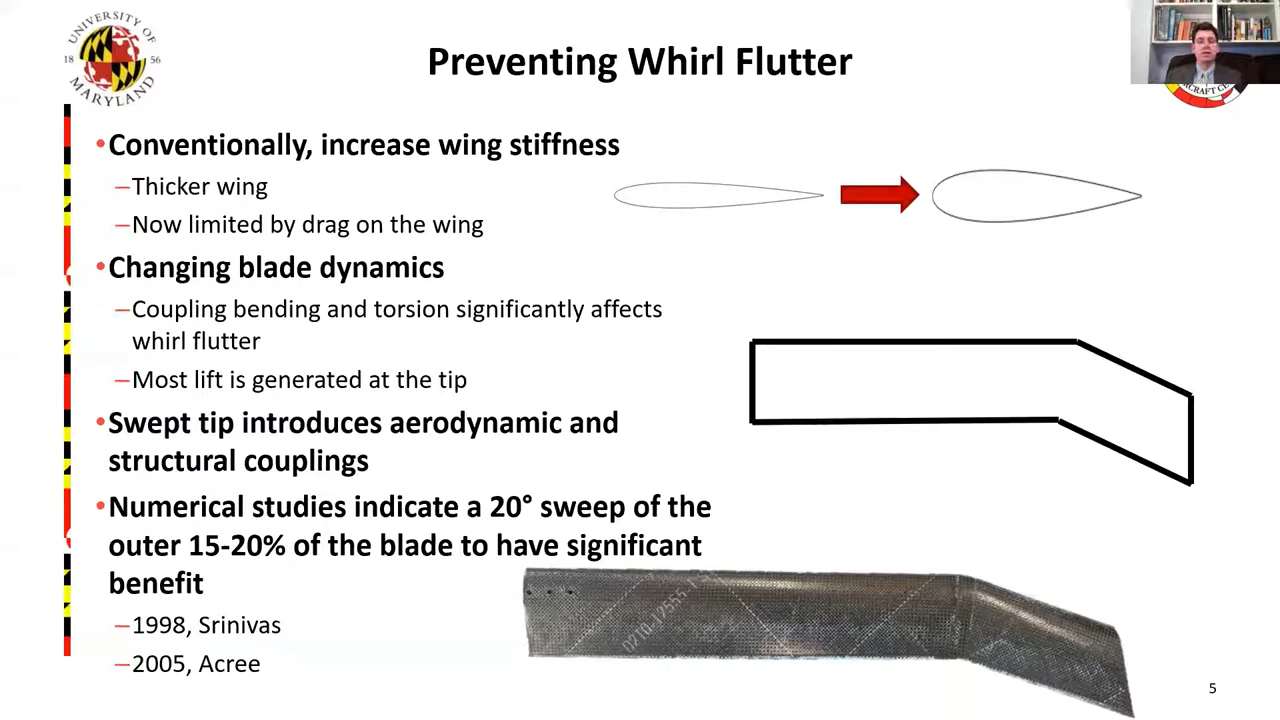 UNIVERSITY OF
18 56
MARYLAND
Preventing Whirl Flutter
•Conventionally, increase wing stiffness
–Thicker wing
–Now limited by drag on the wing
•Changing blade dynamics
–Coupling bending and torsion significantly affects
whirl flutter
–Most lift is generated at the tip
•Swept tip introduces aerodynamic and
structural couplings
•Numerical studies indicate a 20° sweep of the
outer 15-20% of the blade to have significant
benefit
–1998, Srinivas
–2005, Acree
5